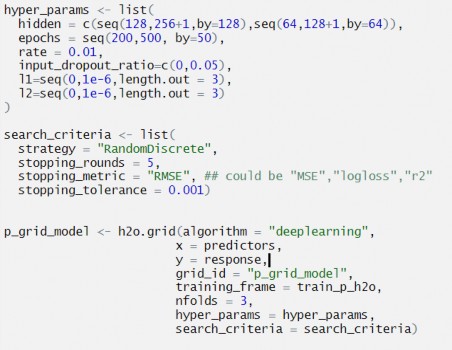 hyper_params <- list(
  hidden = c(seq(128,256+1,by=128),seq(64,128+1,by=64)),
  epochs = seq(200,500, by=50),
  rate = 0.01,
  input_dropout_ratio=c(0,0.05),
  l1=seq(0,1e-6,length.out = 3),
  l2=seq(0,1e-6,length.out = 3)
)
search_criteria <- list(
  strategy = "RandomDiscrete",
  stopping_rounds = 5,
  stopping_metric = "RMSE", ## could be "MSE","logloss","r2"
  stopping_tolerance = 0.001)
p_grid_model <- h2o.grid(algorithm = "deeplearning",
                         x = predictors,
                         y = response,
                         grid_id = "p_grid_model",
                         training_frame = train_p_h2o,
                         nfolds = 3,
                         hyper_params = hyper_params,
                         search_criteria = search_criteria)